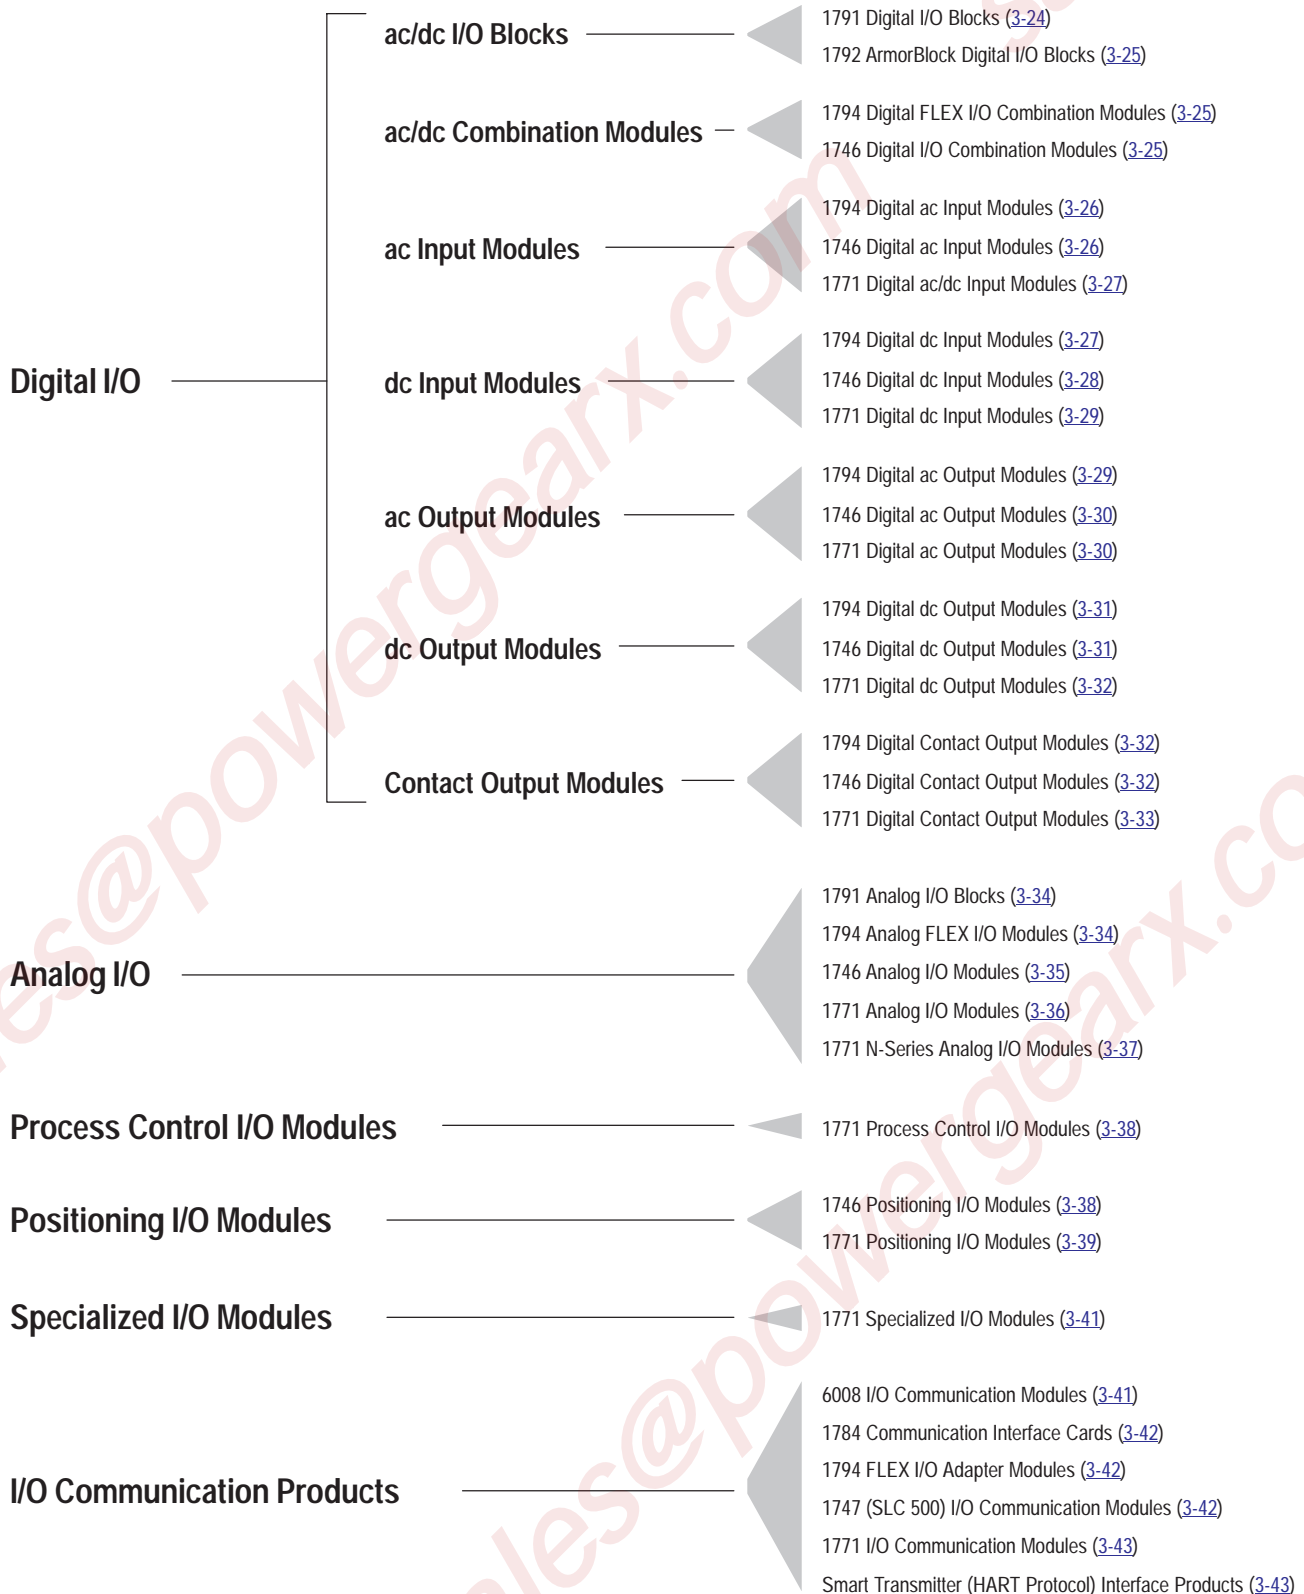 ac/dc I/O Blocks
1791 Digital I/O Blocks (3-24)
1792 ArmorBlock Digital I/O Blocks (3-25)
ac/dc Combination Modules
1794 Digital FLEX I/O Combination Modules (3-25)
1746 Digital I/O Combination Modules (3-25)
ac Input Modules
1794 Digital ac Input Modules (3-26)
1746 Digital ac Input Modules (3-26)
1771 Digital ac/dc Input Modules (3-27)
Digital I/O
dc Input Modules
1794 Digital dc Input Modules (3-27)
1746 Digital dc Input Modules (3-28)
1771 Digital dc Input Modules (3-29)
ac Output Modules
1794 Digital ac Output Modules (3-29)
1746 Digital ac Output Modules (3-30)
1771 Digital ac Output Modules (3-30)
dc Output Modules
1794 Digital dc Output Modules (3-31)
1746 Digital dc Output Modules (3-31)
1771 Digital dc Output Modules (3-32)
Contact Output Modules
1794 Digital Contact Output Modules (3-32)
1746 Digital Contact Output Modules (3-32)
1771 Digital Contact Output Modules (3-33)
Analog I/O
1791 Analog I/O Blocks (3-34)
1794 Analog FLEX I/O Modules (3-34)
1746 Analog I/O Modules (3-35)
1771 Analog I/O Modules (3-36)
1771 N-Series Analog I/O Modules (3-37)
Process Control I/O Modules
1771 Process Control I/O Modules (3-38)
Positioning I/O Modules
1746 Positioning I/O Modules (3-38)
1771 Positioning I/O Modules (3-39)
Specialized I/O Modules
1771 Specialized I/O Modules (3-41)
I/O Communication Products
6008 I/O Communication Modules (3-41)
1784 Communication Interface Cards (3-42)
1794 FLEX I/O Adapter Modules (3-42)
1747 (SLC 500) I/O Communication Modules (3-42)
1771 I/O Communication Modules (3-43)
Smart Transmitter (HART Protocol) Interface Products (3-43)
les@powergearx.com
ales@powergearx.co
sa